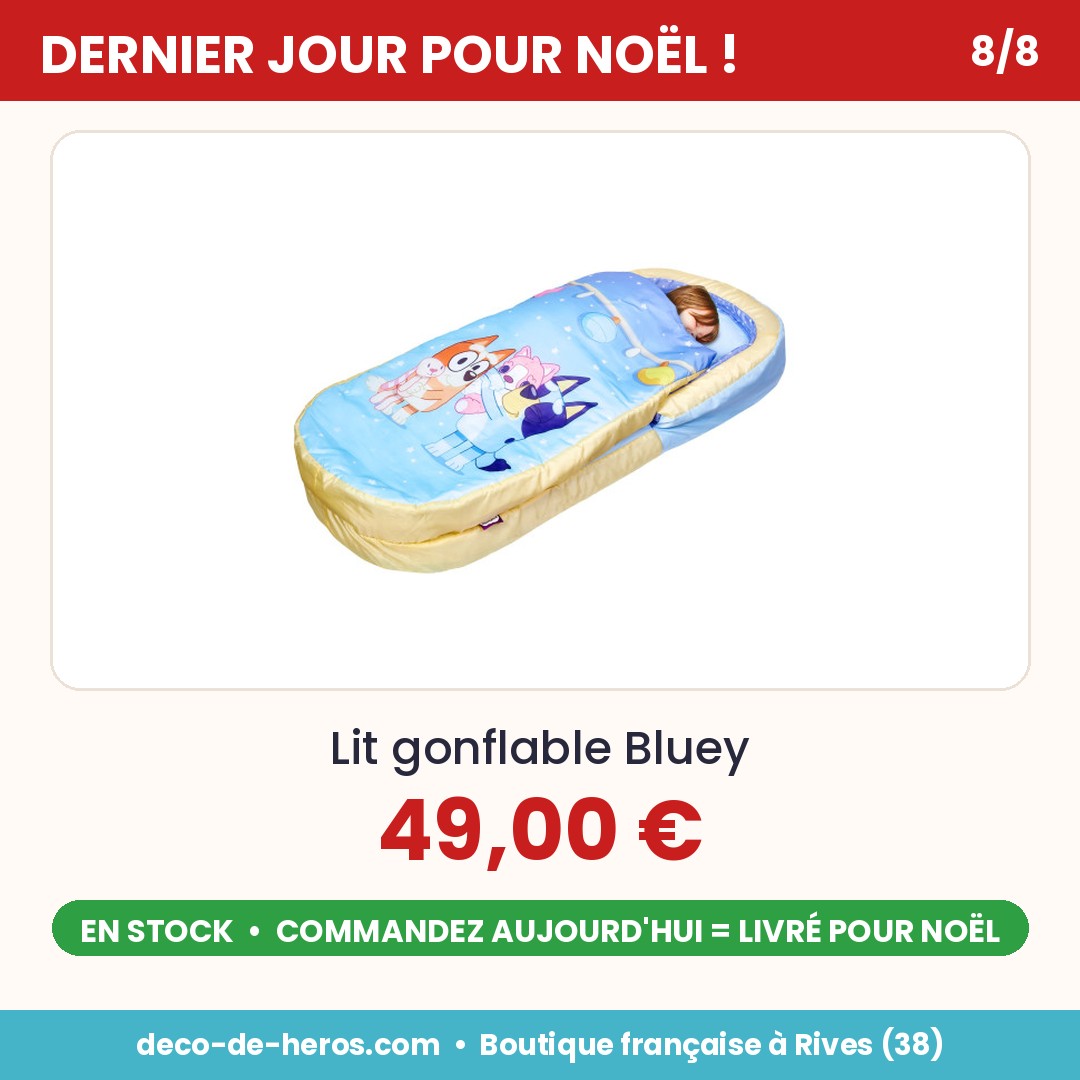 DERNIER JOUR POUR NOËL !
8/8
Lit gonflable Bluey
49,00 €
EN STOCK • COMMANDEZ AUJOURD'HUI = LIVRÉ POUR NOËL
deco-de-heros.com • Boutique française à Rives (38)